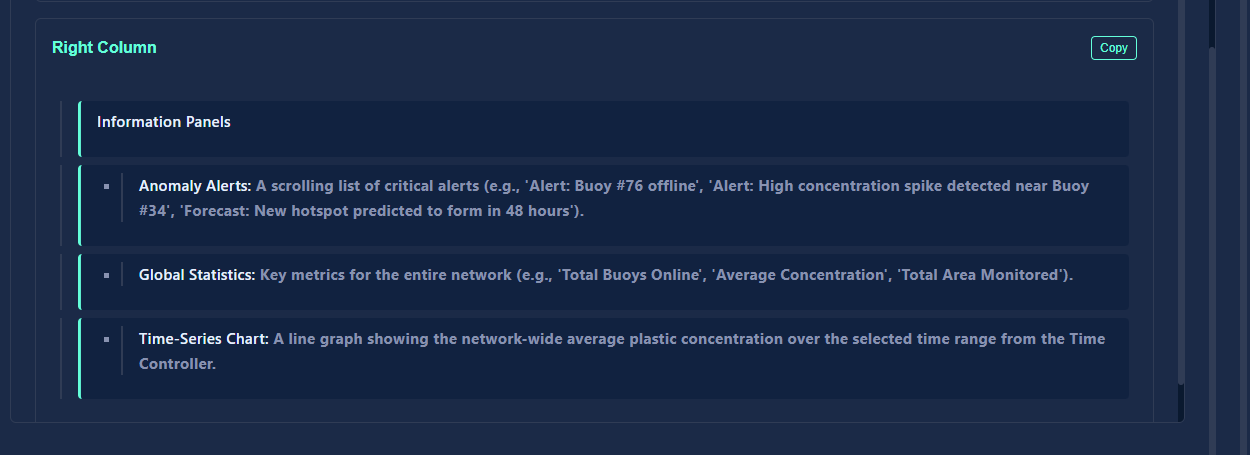 Right Column
Copy
Information Panels
Anomaly Alerts: A scrolling list of critical alerts (e.g., 'Alert: Buoy #76 offline', 'Alert: High concentration spike detected near Buoy
#34', 'Forecast: New hotspot predicted to form in 48 hours').
Global Statistics: Key metrics for the entire network (e.g., 'Total Buoys Online', 'Average Concentration', 'Total Area Monitored').
Time-Series Chart: A line graph showing the network-wide average plastic concentration over the selected time range from the Time
Controller.